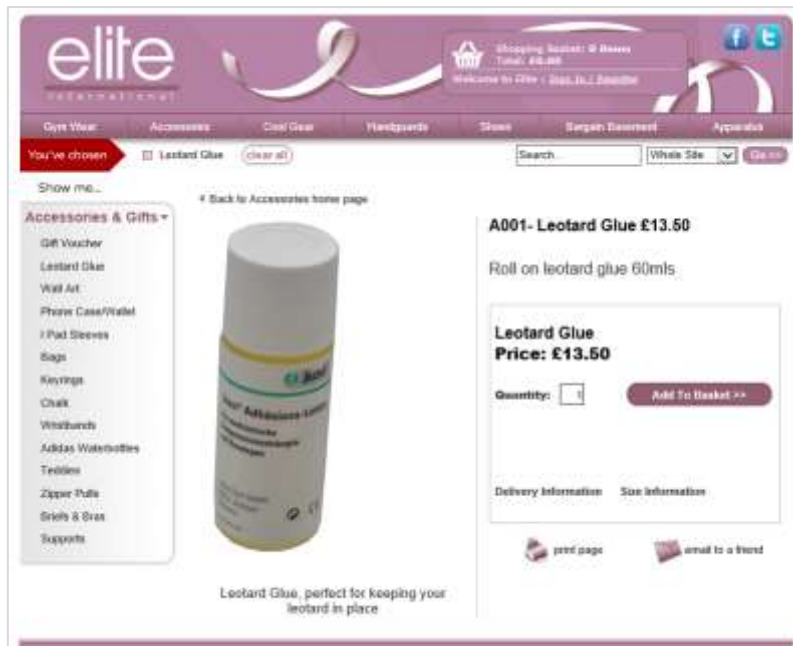 elite
international
Shopping Basket: 0 Items
Total: £0.00
Welcome to Elite : Sign In / Register
Gym Wear
Accessories
Cool Gear
Handguards
Shoes
Bargain Basement
Apparatus
You've chosen
Leotard Glue
clear all
Search...
Whole Site
Go >>
Show me...
Back to Accessories home page
Accessories & Gifts
Gift Voucher
Leotard Glue
Wall Art
Phone Case/Wallet
I Pad Sleeves
Bags
Keyrings
Chalk
Wristbands
Adidas Waterbottles
Teddies
Zipper Pulls
Briefs & Bras
Supports
Leotard Glue, perfect for keeping your
leotard in place
A001- Leotard Glue £13.50
Roll on leotard glue 60mls
Leotard Glue
Price: £13.50
Quantity: 1
Add To Basket >>
Delivery Information
Size Information
print page
email to a friend